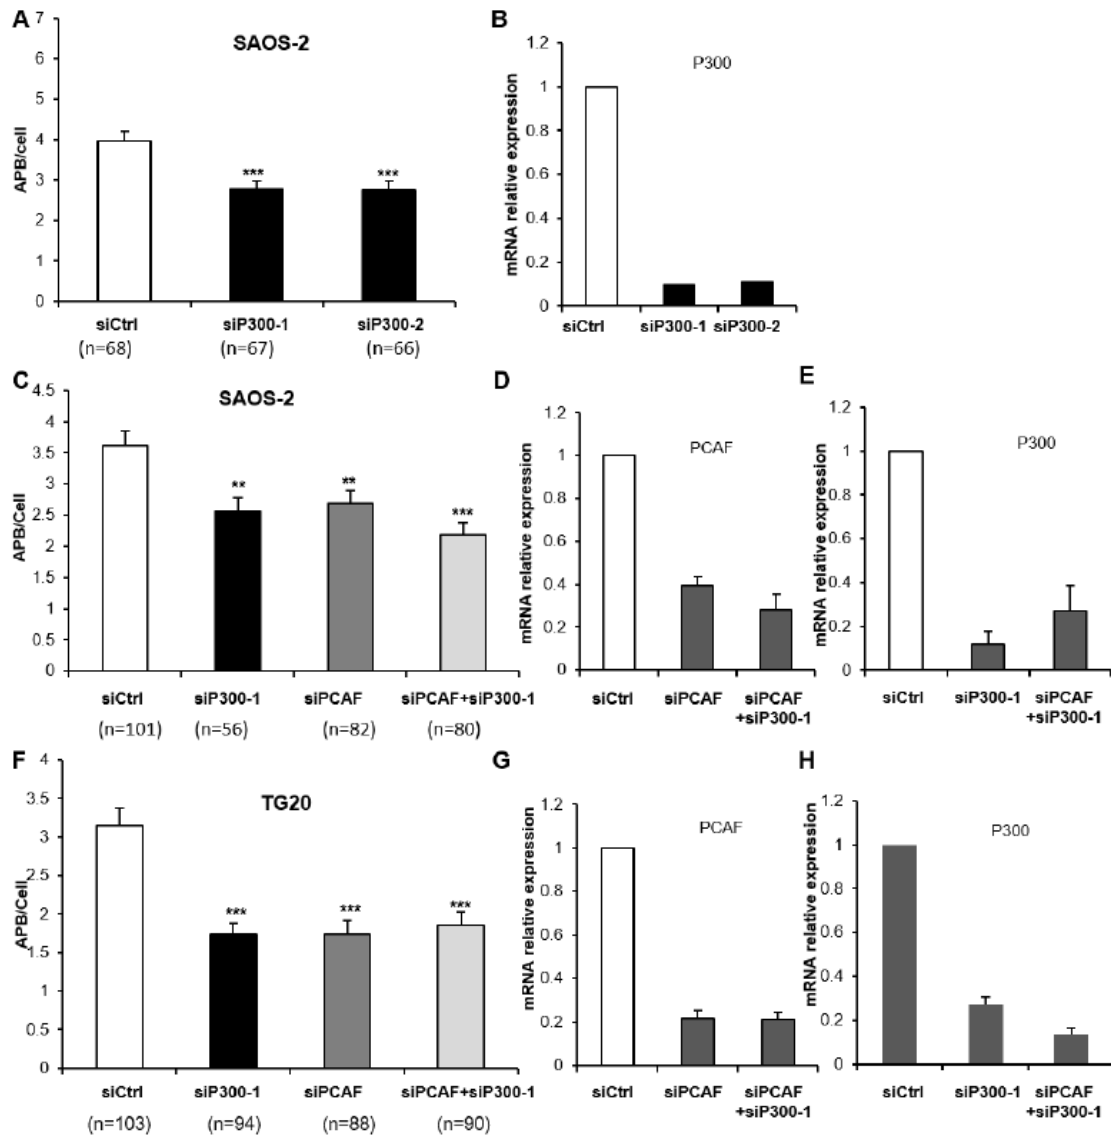 A
SAOS-2
APB/cell
7
6
5
4
3
2
1
0
***
***
siCtrl
siP300-1
siP300-2
(n=68)
(n=67)
(n=66)
B
P300
mRNA relative expression
1.2
1
0.8
0.6
0.4
0.2
0
siCtrl
siP300-1
siP300-2
C
SAOS-2
APB/Cell
4.5
4
3.5
3
2.5
2
1.5
1
0.5
0
**
**
***
siCtrl
siP300-1
siPCAF
siPCAF+siP300-1
(n=101)
(n=56)
(n=82)
(n=80)
D
PCAF
mRNA relative expression
1.2
1
0.8
0.6
0.4
0.2
0
siCtrl
siPCAF
siPCAF
+siP300-1
E
P300
mRNA relative expression
1.2
1
0.8
0.6
0.4
0.2
0
siCtrl
siP300-1
siPCAF
+siP300-1
F
TG20
APB/Cell
4
3.5
3
2.5
2
1.5
1
0.5
0
***
***
***
siCtrl
siP300-1
siPCAF
siPCAF+siP300-1
(n=103)
(n=94)
(n=88)
(n=90)
G
PCAF
mRNA relative expression
1.2
1
0.8
0.6
0.4
0.2
0
siCtrl
siPCAF
siPCAF
+siP300-1
H
P300
mRNA relative expression
1.2
1
0.8
0.6
0.4
0.2
0
siCtrl
siP300-1
siPCAF
+siP300-1